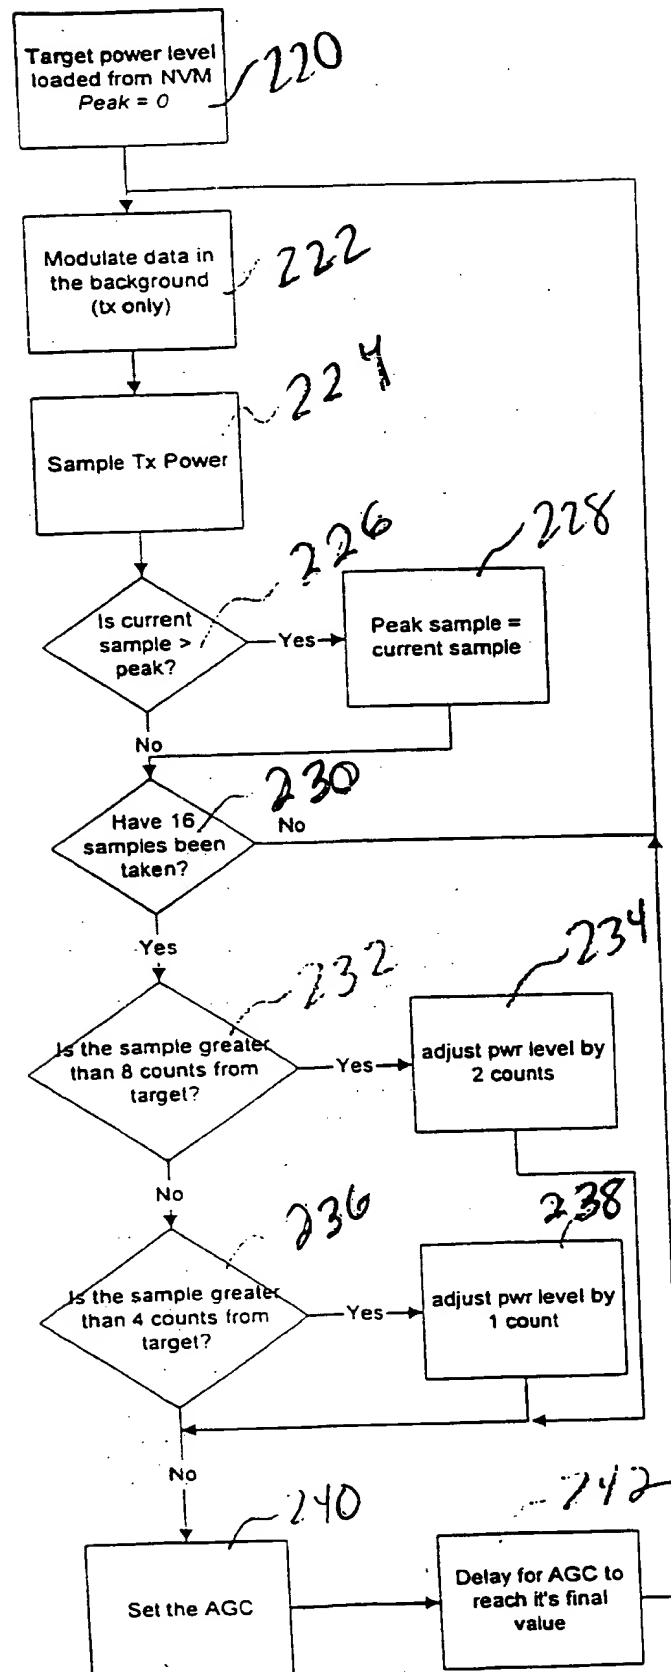 Target power level
loaded from NVM
Peak = 0
220
Modulate data in
the background
(tx only)
222
Sample Tx Power
224
Is current
sample >
peak?
226
Yes
Peak sample =
current sample
228
No
Have 16
samples been
taken?
230
No
Yes
Is the sample greater
than 8 counts from
target?
232
Yes
adjust pwr level by
2 counts
234
No
Is the sample greater
than 4 counts from
target?
236
Yes
adjust pwr level by
1 count
238
No
Set the AGC
240
Delay for AGC to
reach it's final
value
242